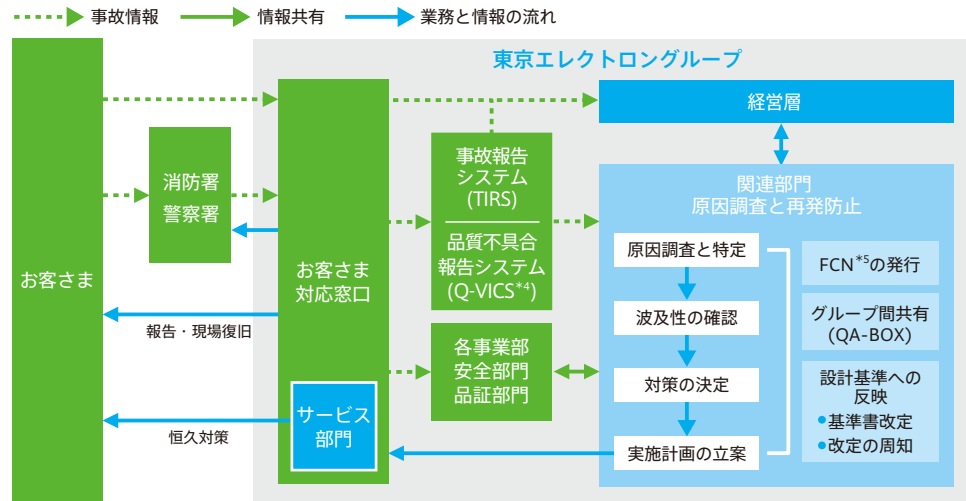 事故情報
情報共有
業務と情報の流れ
東京エレクトロングループ
お客さま
消防署
警察署
報告・現場復旧
恒久対策
お客さま
対応窓口
サービス
部門
事故報告
システム
(TIRS)
品質不具合
報告システム
(Q-VICS*4)
各事業部
安全部門
品証部門
経営層
関連部門
原因調査と再発防止
原因調査と特定
波及性の確認
対策の決定
実施計画の立案
FCN*5の発行
グループ間共有
(QA-BOX)
設計基準への
反映
●基準書改定
●改定の周知